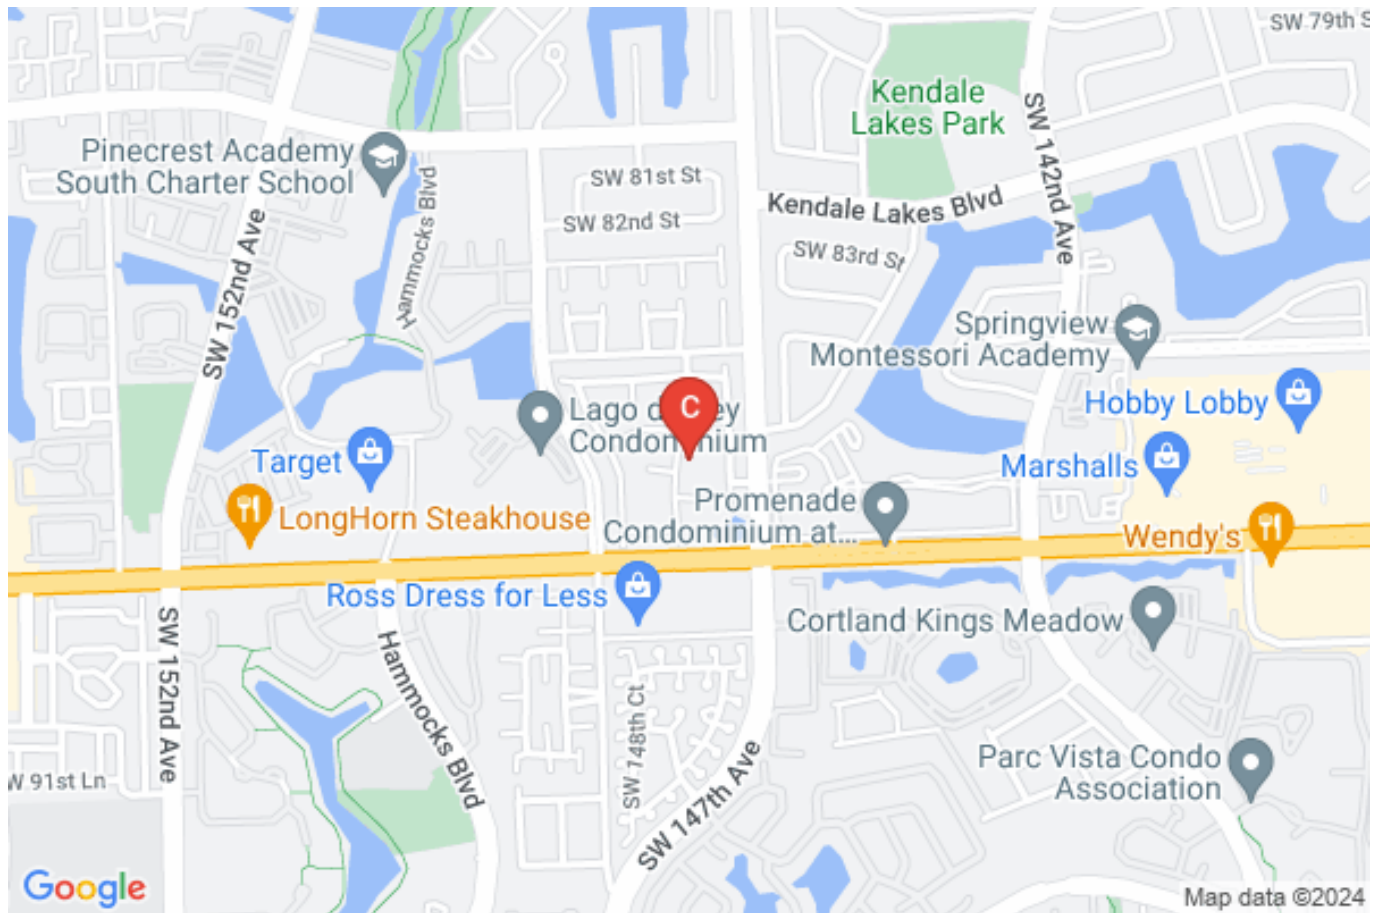 SW 79th S
Kendale
Lakes Park
SW 142nd Ave
Pinecrest Academy
South Charter School
Hammocks Blvd
SW 81st St
SW 82nd St
Kendale Lakes Blvd
SW 83rd St
SW 152nd Ave
Springview
Montessori Academy
Hobby Lobby
C
Lago d ey
Condominium
Target
Marshalls
LongHorn Steakhouse
Promenade
Condominium at...
Wendy's
Ross Dress for Less
Cortland Kings Meadow
SW 152nd Ave
Hammocks Blvd
SW 148th Ct
SW 147th Ave
Parc Vista Condo
Association
W 91st Ln
Google
Map data ©2024